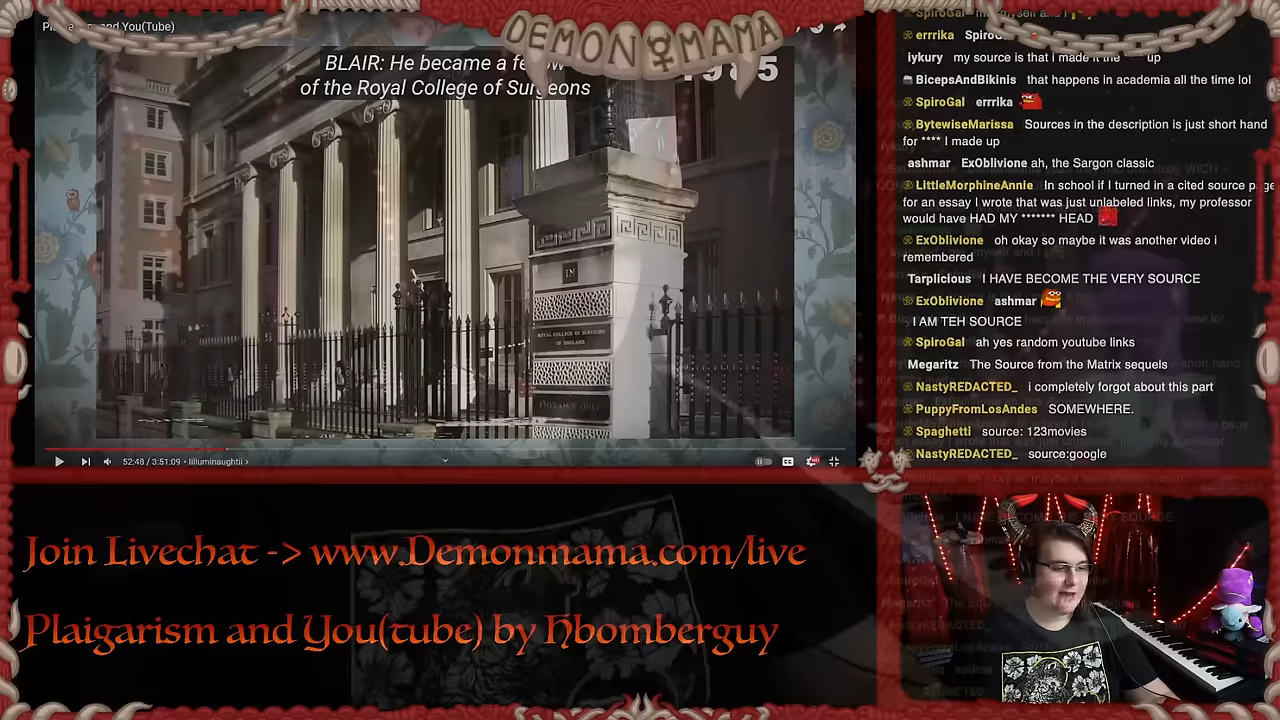 and You(Tube)
DEMON MAMA
BLAIR: He became a fe
of the Royal College of Surgeons
IN
ROYAL COLLEGE OF SURGEONS
OF ENGLAND
ENTRANCE ONLY
52:48 / 3:51:09 • Iilluminaughtii ›
SpiroGal
errrika
lykury my source is that i made it the up
BicepsAndBikinis that happens in academia all the time lol
SpiroGal errrika
BytewiseMarissa Sources in the description is just short hand
for **** I made up
ashmar ExOblivione ah, the Sargon classic
LittleMorphineAnnie In school if I turned in a cited source page
for an essay I wrote that was just unlabeled links, my professor
would have HAD MY ******* HEAD
ExOblivione oh okay so maybe it was another video i
remembered
Tarplicious I HAVE BECOME THE VERY SOURCE
ExOblivione ashmar
I AM TEH SOURCE
SpiroGal ah yes random youtube links
Megaritz The Source from the Matrix sequels
NastyREDACTED_ i completely forgot about this part
PuppyFromLosAndes SOMEWHERE.
Spaghetti source: 123movies
NastyREDACTED_ source:google
Join Livechat -> www.Demonmama.com/live
Plaigarism and You(tube) by Hbomberguy